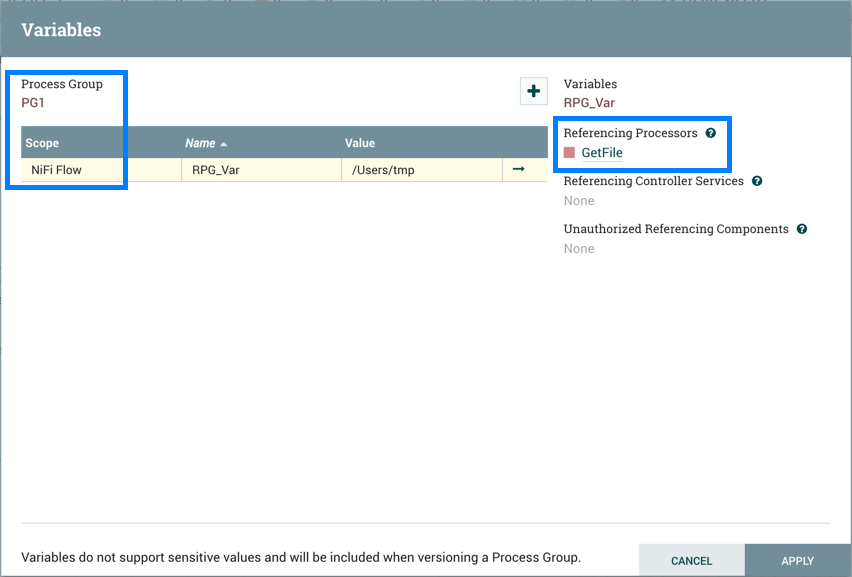 Variables
Process Group
PG1
Scope Name Value
NiFi Flow RPG_Var /Users/tmp
Variables
RPG_Var
Referencing Processors
GetFile
Referencing Controller Services
None
Unauthorized Referencing Components
None
Variables do not support sensitive values and will be included when versioning a Process Group.
CANCEL APPLY